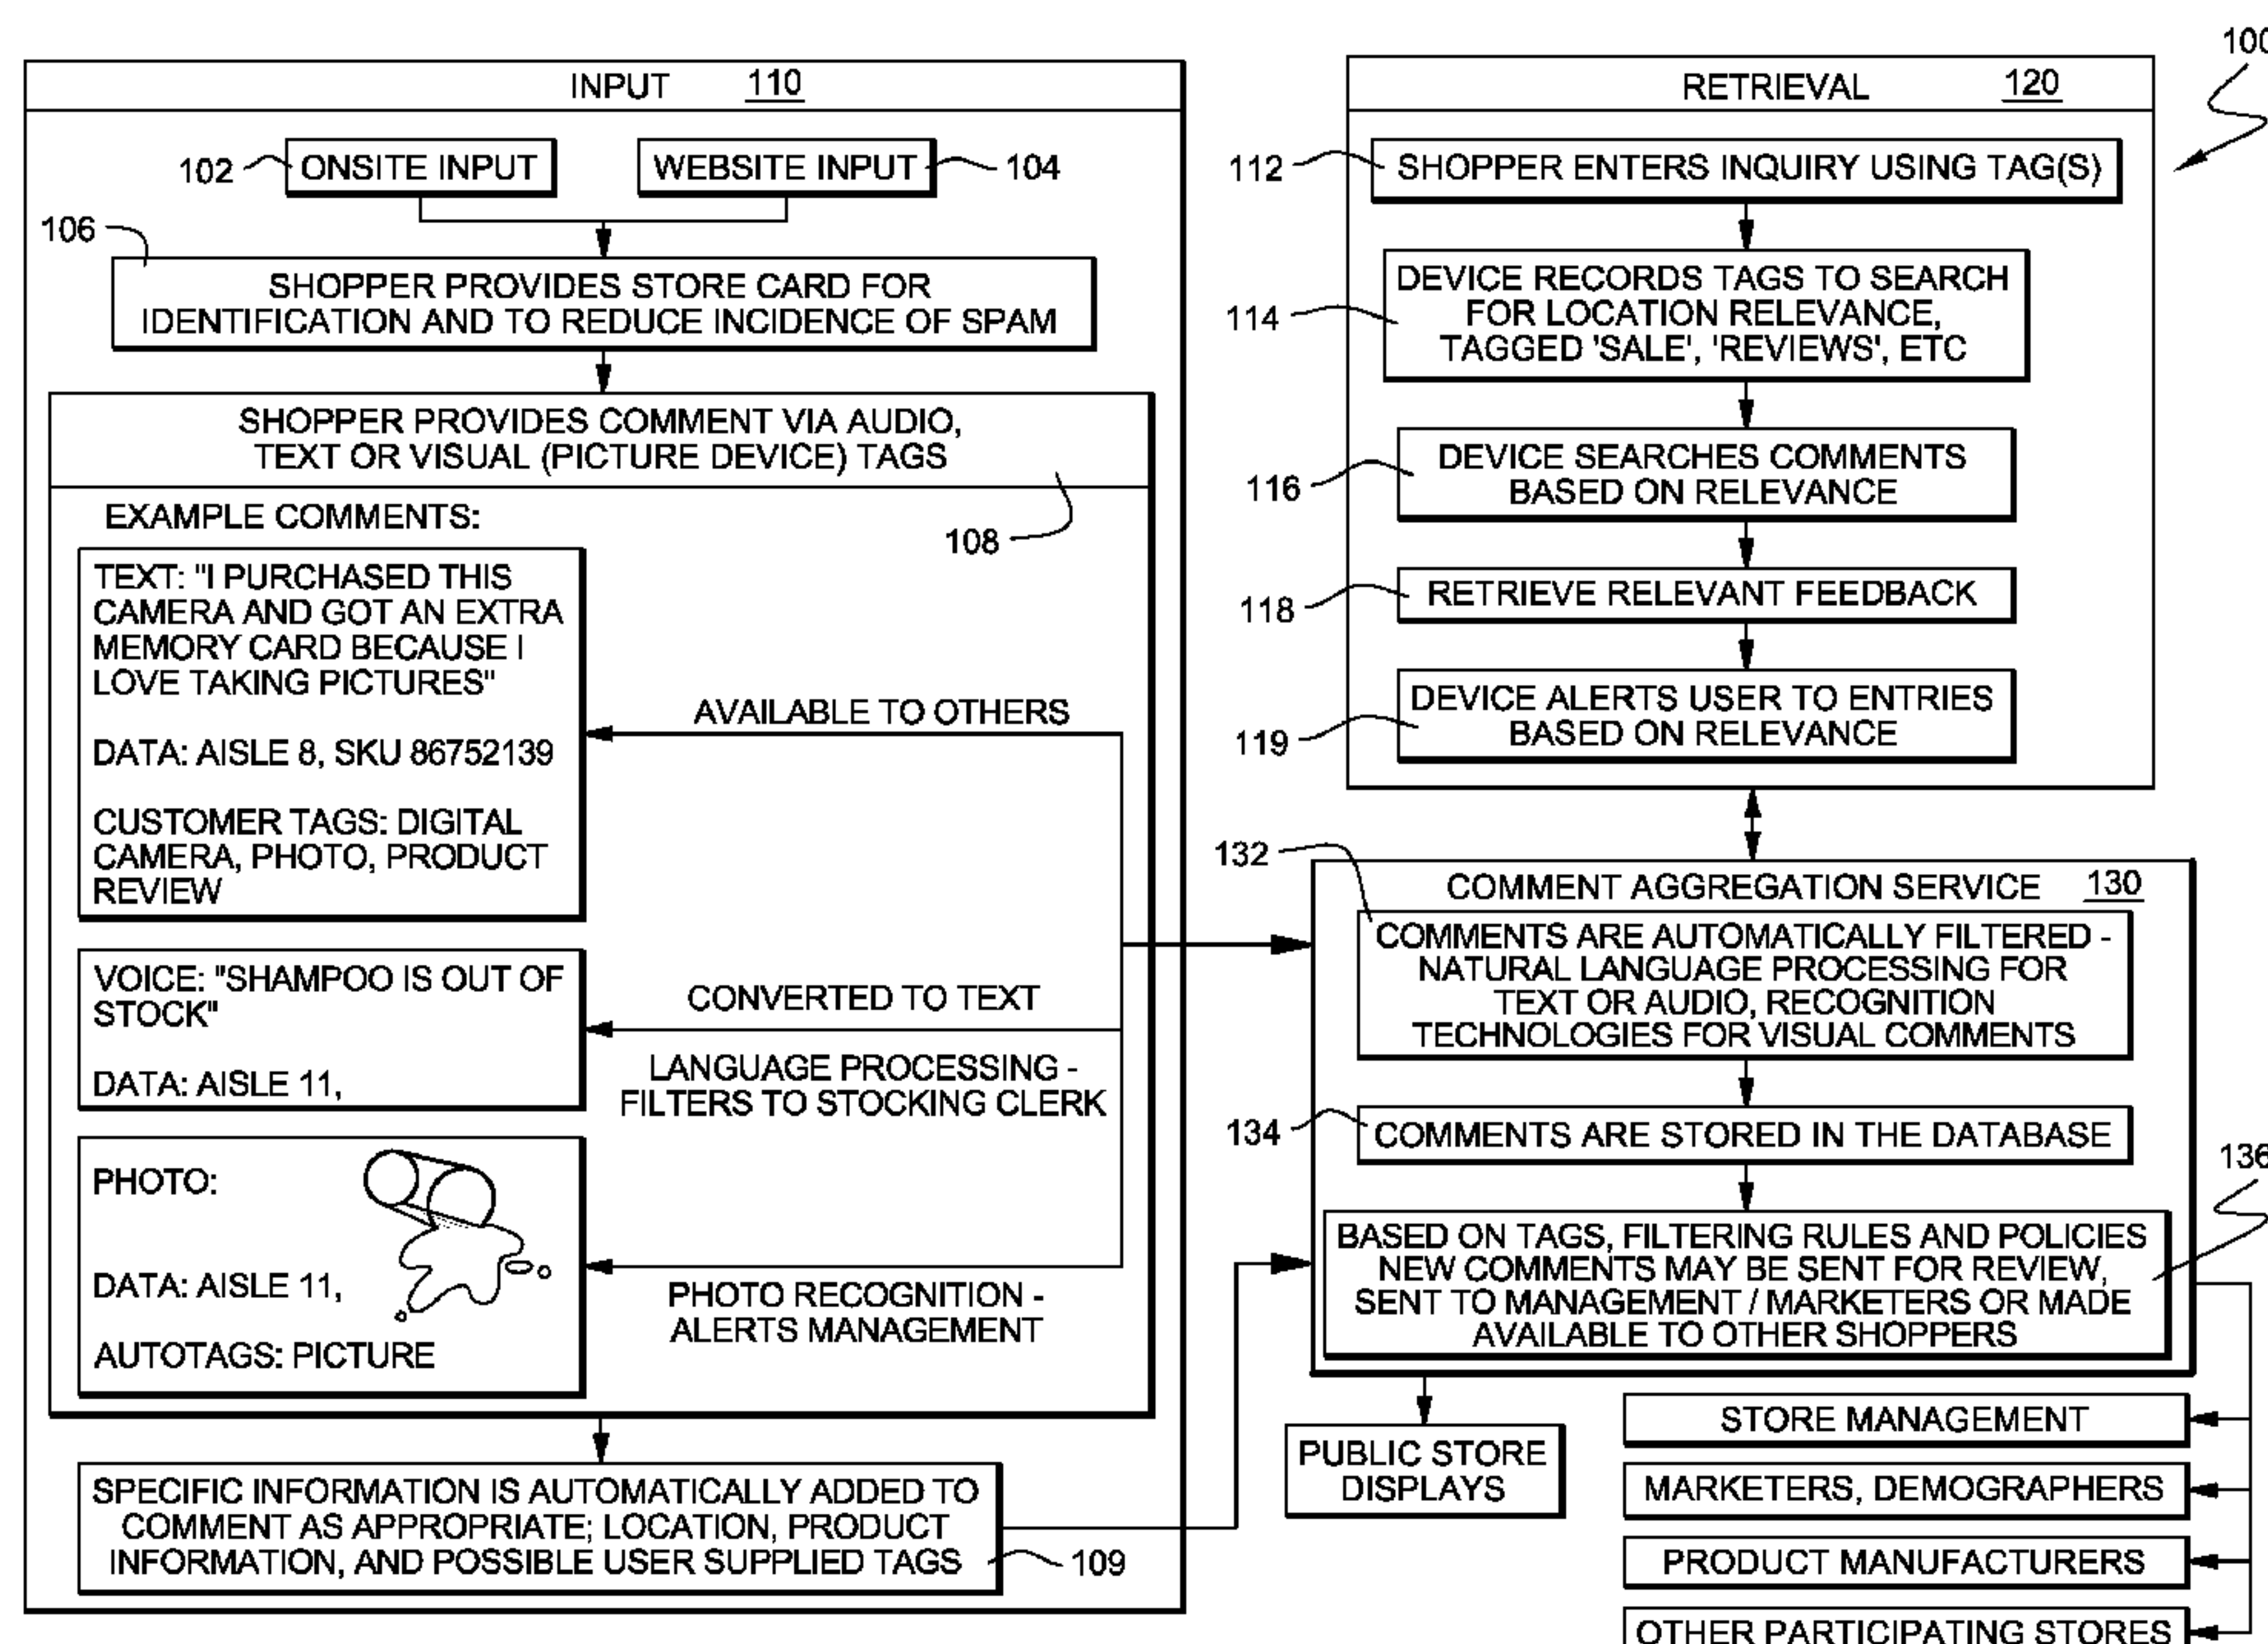 100
INPUT 110
102
ONSITE INPUT
WEBSITE INPUT
104
106
SHOPPER PROVIDES STORE CARD FOR
IDENTIFICATION AND TO REDUCE INCIDENCE OF SPAM
SHOPPER PROVIDES COMMENT VIA AUDIO,
TEXT OR VISUAL (PICTURE DEVICE) TAGS
108
EXAMPLE COMMENTS:
TEXT: "I PURCHASED THIS
CAMERA AND GOT AN EXTRA
MEMORY CARD BECAUSE I
LOVE TAKING PICTURES"
DATA: AISLE 8, SKU 86752139
CUSTOMER TAGS: DIGITAL
CAMERA, PHOTO, PRODUCT
REVIEW
AVAILABLE TO OTHERS
VOICE: "SHAMPOO IS OUT OF
STOCK"
DATA: AISLE 11,
CONVERTED TO TEXT
LANGUAGE PROCESSING -
FILTERS TO STOCKING CLERK
PHOTO:
DATA: AISLE 11,
AUTOTAGS: PICTURE
PHOTO RECOGNITION -
ALERTS MANAGEMENT
SPECIFIC INFORMATION IS AUTOMATICALLY ADDED TO
COMMENT AS APPROPRIATE; LOCATION, PRODUCT
INFORMATION, AND POSSIBLE USER SUPPLIED TAGS
109
RETRIEVAL 120
112
SHOPPER ENTERS INQUIRY USING TAG(S)
114
DEVICE RECORDS TAGS TO SEARCH
FOR LOCATION RELEVANCE,
TAGGED 'SALE', 'REVIEWS', ETC
116
DEVICE SEARCHES COMMENTS
BASED ON RELEVANCE
118
RETRIEVE RELEVANT FEEDBACK
119
DEVICE ALERTS USER TO ENTRIES
BASED ON RELEVANCE
132
COMMENT AGGREGATION SERVICE 130
COMMENTS ARE AUTOMATICALLY FILTERED -
NATURAL LANGUAGE PROCESSING FOR
TEXT OR AUDIO, RECOGNITION
TECHNOLOGIES FOR VISUAL COMMENTS
134
COMMENTS ARE STORED IN THE DATABASE
136
BASED ON TAGS, FILTERING RULES AND POLICIES
NEW COMMENTS MAY BE SENT FOR REVIEW,
SENT TO MANAGEMENT / MARKETERS OR MADE
AVAILABLE TO OTHER SHOPPERS
PUBLIC STORE
DISPLAYS
STORE MANAGEMENT
MARKETERS, DEMOGRAPHERS
PRODUCT MANUFACTURERS
OTHER PARTICIPATING STORES